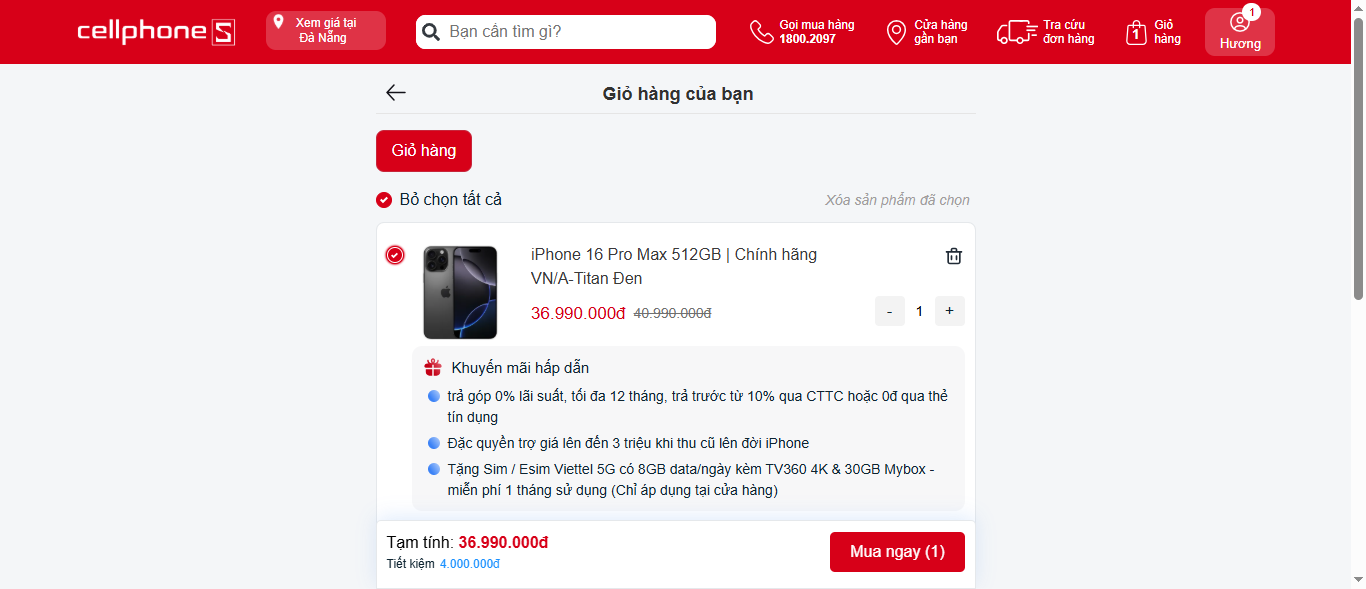 cellphoneS
Xem giá tại
Đà Nẵng
Bạn cần tìm gì?
Gọi mua hàng
1800.2097
Cửa hàng
gần bạn
Tra cứu
đơn hàng
1
Giỏ
hàng
1
Hương
Giỏ hàng của bạn
Giỏ hàng
Bỏ chọn tất cả
Xóa sản phẩm đã chọn
iPhone 16 Pro Max 512GB | Chính hãng
VN/A-Titan Đen
36.990.000đ 40.990.000đ
- 1 +
Khuyến mãi hấp dẫn
trả góp 0% lãi suất, tối đa 12 tháng, trả trước từ 10% qua CTTC hoặc 0đ qua thẻ
tín dụng
Đặc quyền trợ giá lên đến 3 triệu khi thu cũ lên đời iPhone
Tặng Sim / Esim Viettel 5G có 8GB data/ngày kèm TV360 4K & 30GB Mybox -
miễn phí 1 tháng sử dụng (Chỉ áp dụng tại cửa hàng)
Tạm tính: 36.990.000đ
Tiết kiệm 4.000.000đ
Mua ngay (1)